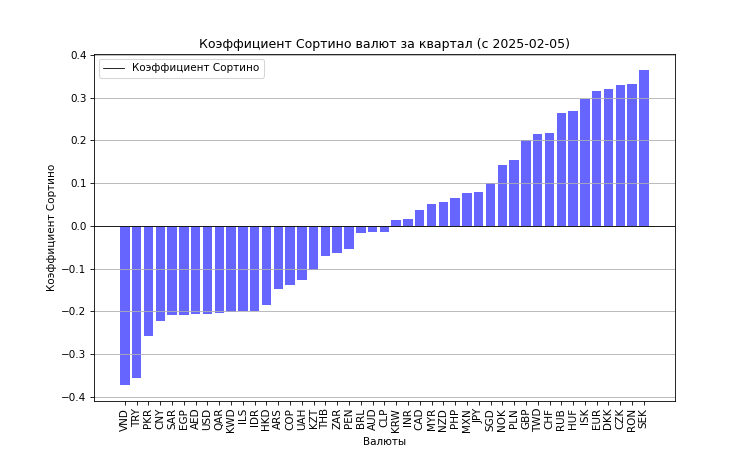 Коэффициент Сортино валют за квартал (с 2025-02-05)
Коэффициент Сортино
0.4
0.3
0.2
0.1
0.0
−0.1
−0.2
−0.3
−0.4
Коэффициент Сортино
VND TRY PKR CNY SAR EGP AED USD QAR KWD ILS IDR HKD ARS COP UAH KZT THB ZAR PEN BRL AUD CLP KRW INR CAD MYR NZD PHP MXN JPY SGD NOK PLN GBP TWD CHF RUB HUF ISK EUR DKK CZK RON SEK
Валюты